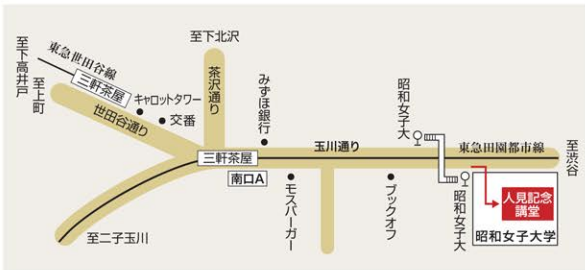 至下北沢
至下高井戸
東急世田谷線
三軒茶屋
至上町
キャロットタワー
交番
世田谷通り
茶沢通り
みずほ銀行
昭和女子大
玉川通り
東急田園都市線
至渋谷
三軒茶屋
南口A
モスバーガー
ブックオフ
昭和女子大
人見記念
講堂
昭和女子大学
至二子玉川